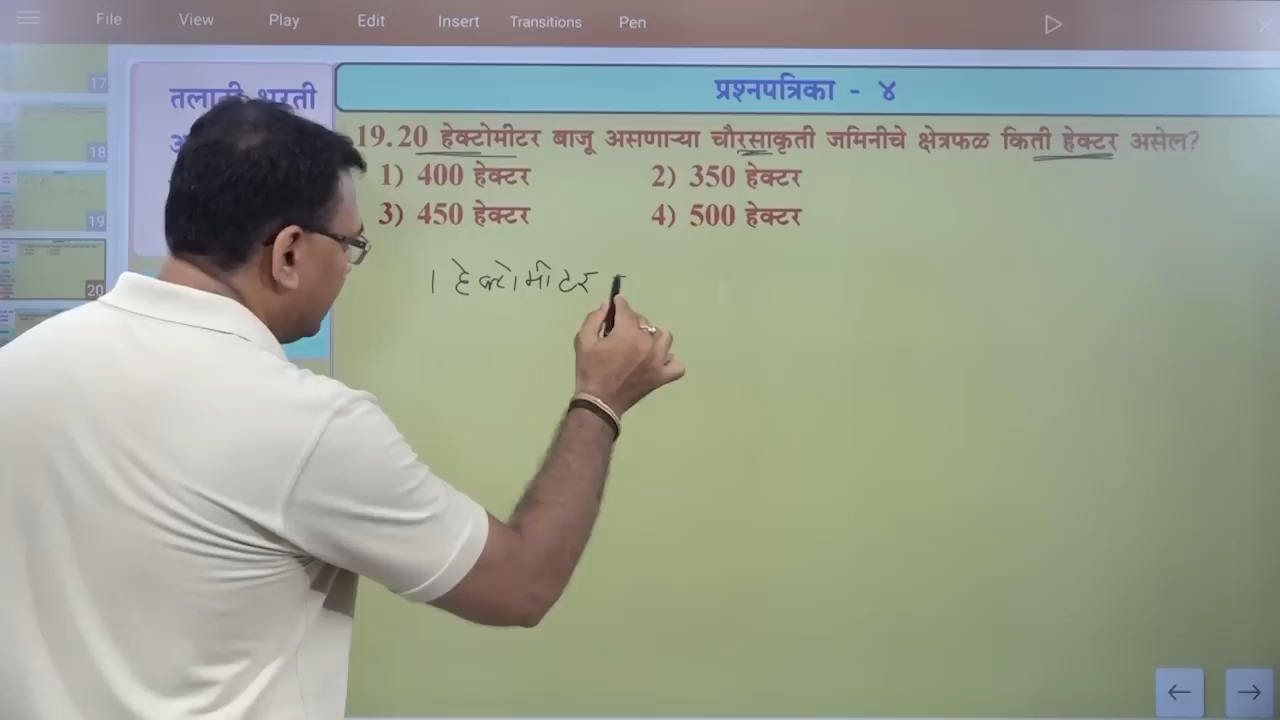 File View Play Edit Insert Transitions Pen
17
18
19
20
तलाठी भरती
प्रश्नपत्रिका - ४
19. 20 हेक्टोमीटर बाजू असणाऱ्या चौरसाकृती जमिनीचे क्षेत्रफळ किती हेक्टर असेल?
1) 400 हेक्टर 2) 350 हेक्टर
3) 450 हेक्टर 4) 500 हेक्टर
1 हेक्टोमीटर